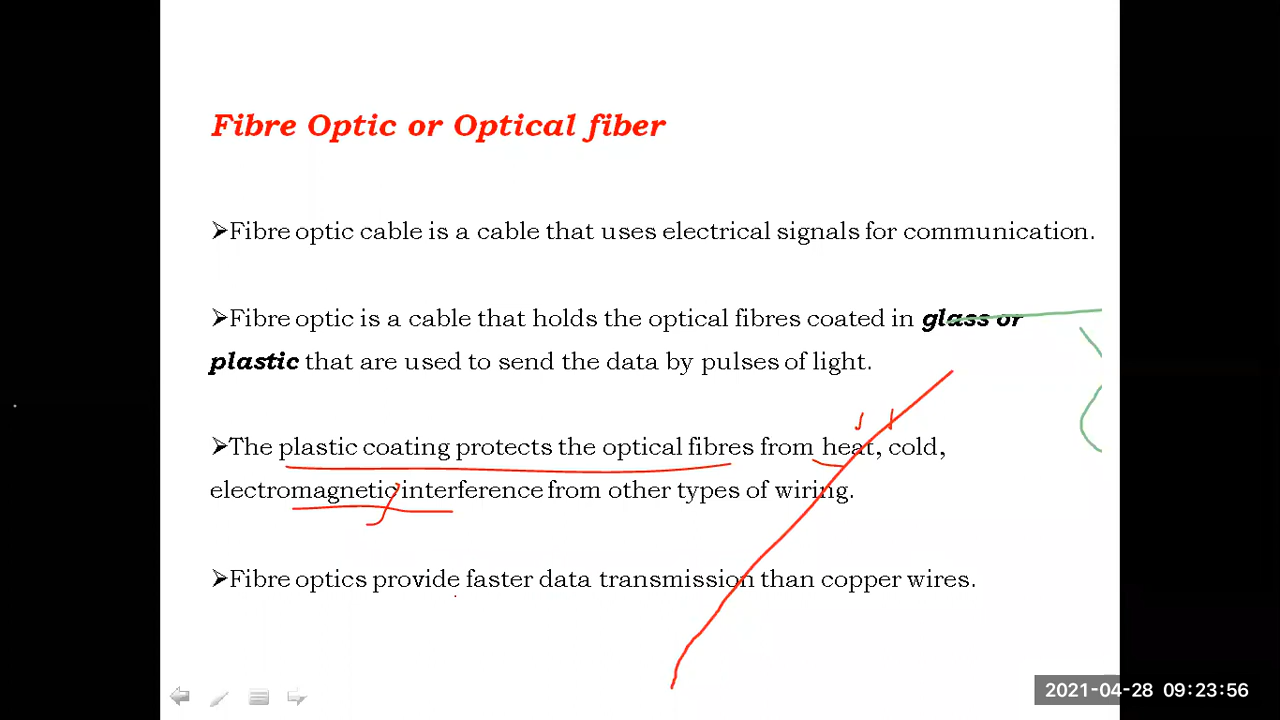 Fibre Optic or Optical fiber
➢Fibre optic cable is a cable that uses electrical signals for communication.
➢Fibre optic is a cable that holds the optical fibres coated in glass or
plastic that are used to send the data by pulses of light.
➢The plastic coating protects the optical fibres from heat, cold,
electromagnetic interference from other types of wiring.
➢Fibre optics provide faster data transmission than copper wires.
2021-04-28 09:23:56